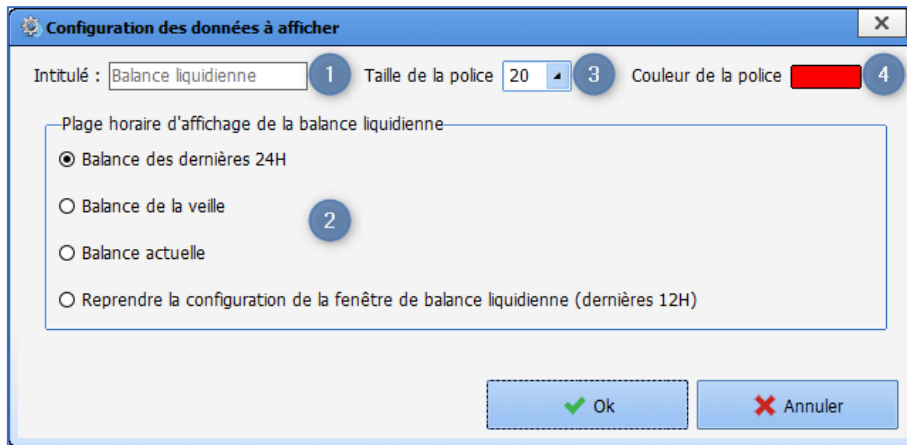 Configuration des données à afficher
Intitulé : Balance liquidienne 1 Taille de la police 20 3 Couleur de la police 4
Plage horaire d'affichage de la balance liquidienne
Balance des dernières 24H
Balance de la veille
2
Balance actuelle
Reprendre la configuration de la fenêtre de balance liquidienne (dernières 12H)
Ok Annuler